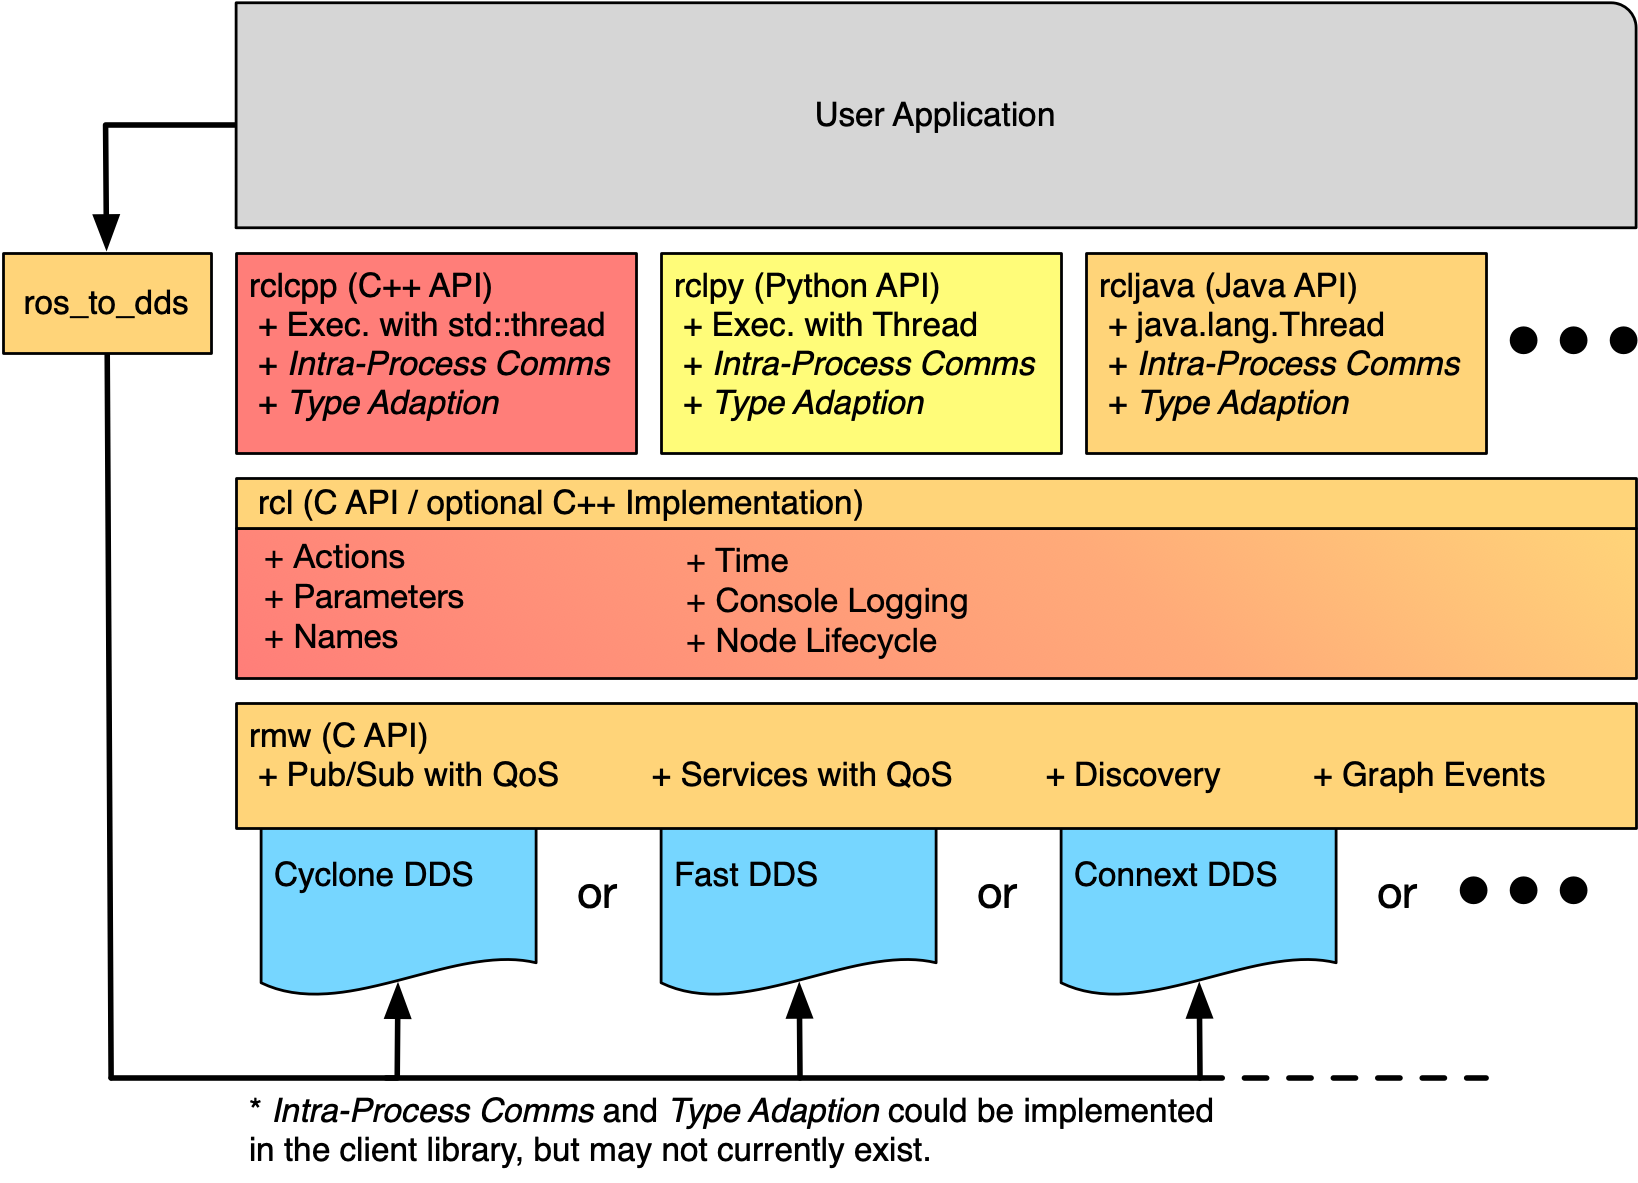 User Application
ros_to_dds
rclcpp (C++ API)
+ Exec. with std::thread
+ Intra-Process Comms
+ Type Adaption
rclpy (Python API)
+ Exec. with Thread
+ Intra-Process Comms
+ Type Adaption
rcljava (Java API)
+ java.lang.Thread
+ Intra-Process Comms
+ Type Adaption
rcl (C API / optional C++ Implementation)
+ Actions
+ Parameters
+ Names
+ Time
+ Console Logging
+ Node Lifecycle
rmw (C API)
+ Pub/Sub with QoS
+ Services with QoS
+ Discovery
+ Graph Events
Cyclone DDS
or
Fast DDS
or
Connext DDS
or
* Intra-Process Comms and Type Adaption could be implemented
in the client library, but may not currently exist.